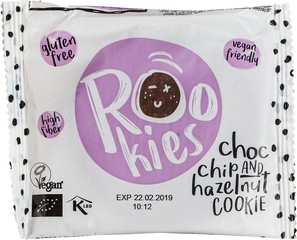 gluten
free
vegan
friendly
ROO
kies
high
fiber
choc
chip AND
hazelnut
COOKIE
Vegan
EXP 22.02.2019
10:12
K LBD